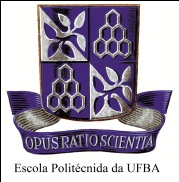 OPUS RATIO SCIENTIA
Escola Politécnida da UFBA